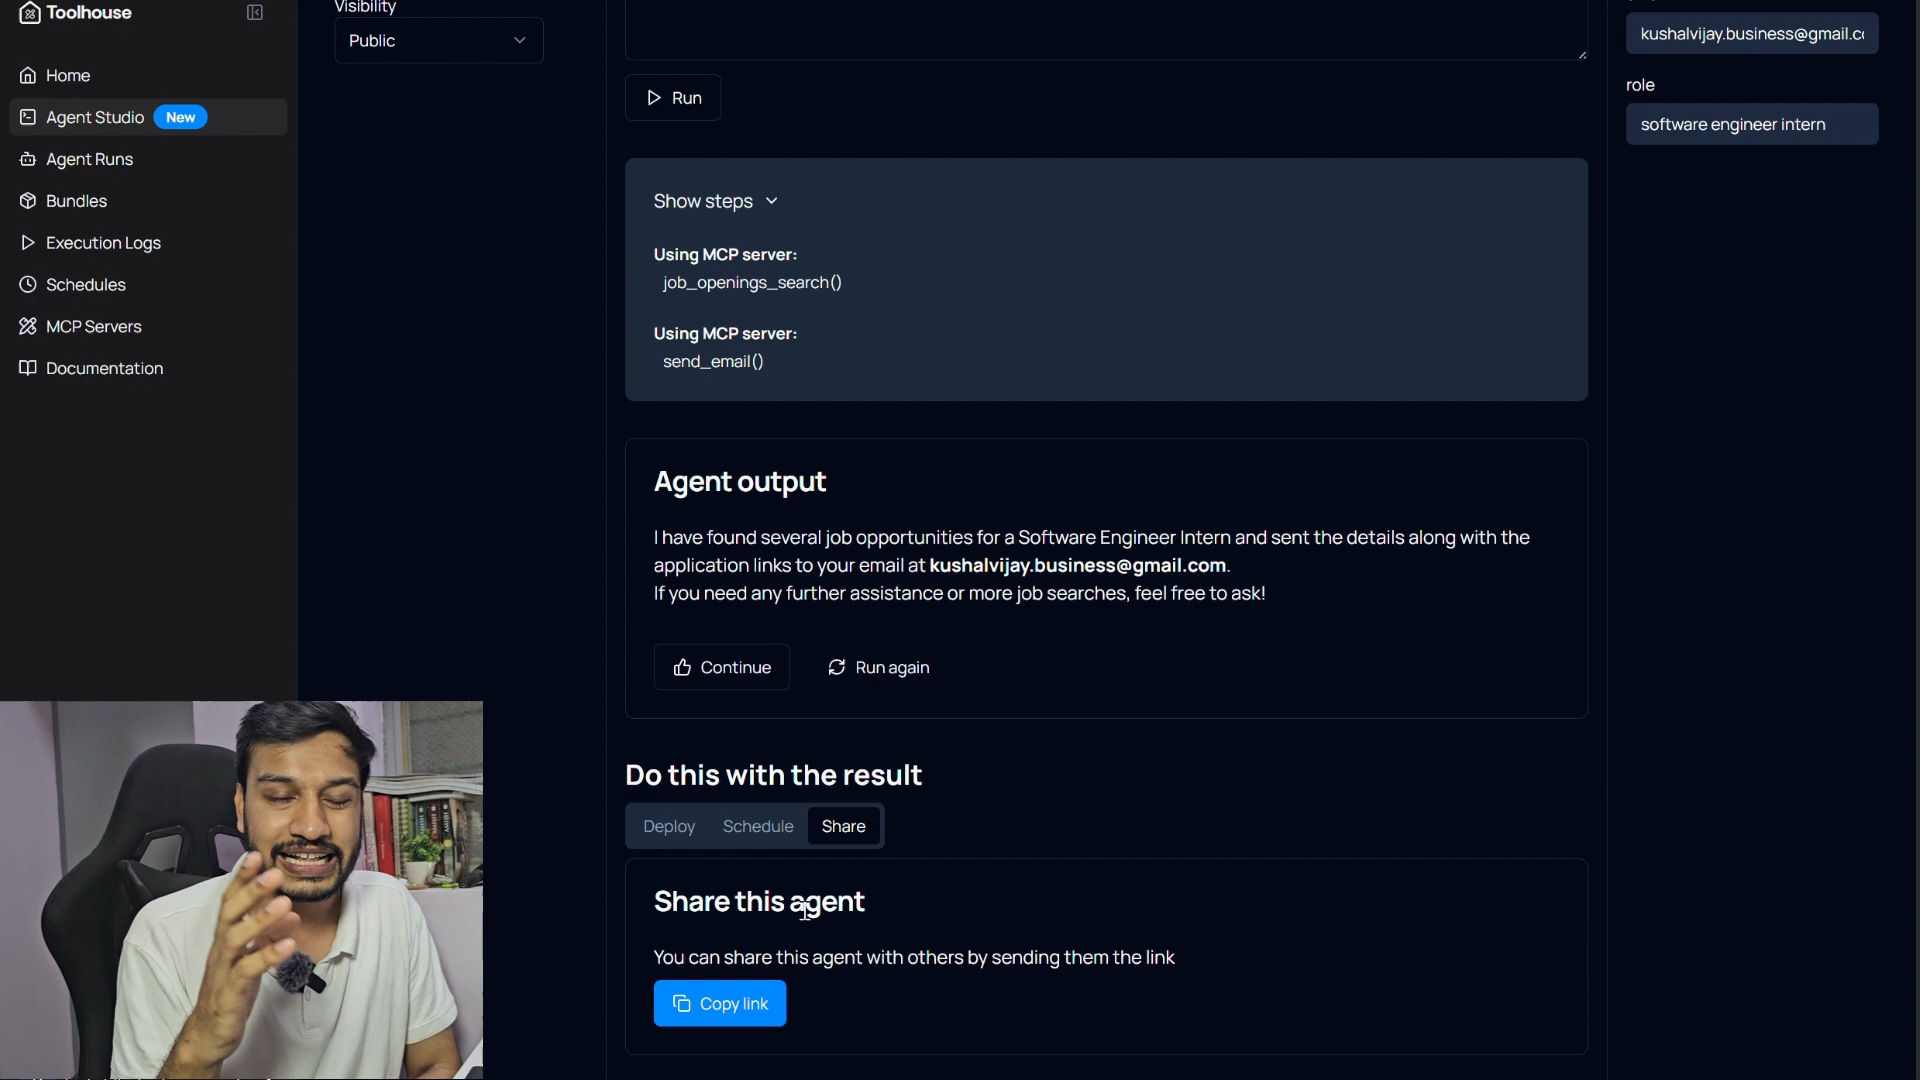 Toolhouse
Home
Agent Studio New
Agent Runs
Bundles
Execution Logs
Schedules
MCP Servers
Documentation
Visibility
Public
Run
Show steps
Using MCP server:
job_openings_search()
Using MCP server:
send_email()
Agent output
I have found several job opportunities for a Software Engineer Intern and sent the details along with the
application links to your email at kushalvijay.business@gmail.com.
If you need any further assistance or more job searches, feel free to ask!
Continue Run again
Do this with the result
Deploy Schedule Share
Share this agent
You can share this agent with others by sending them the link
Copy link
kushalvijay.business@gmail.c
role
software engineer intern